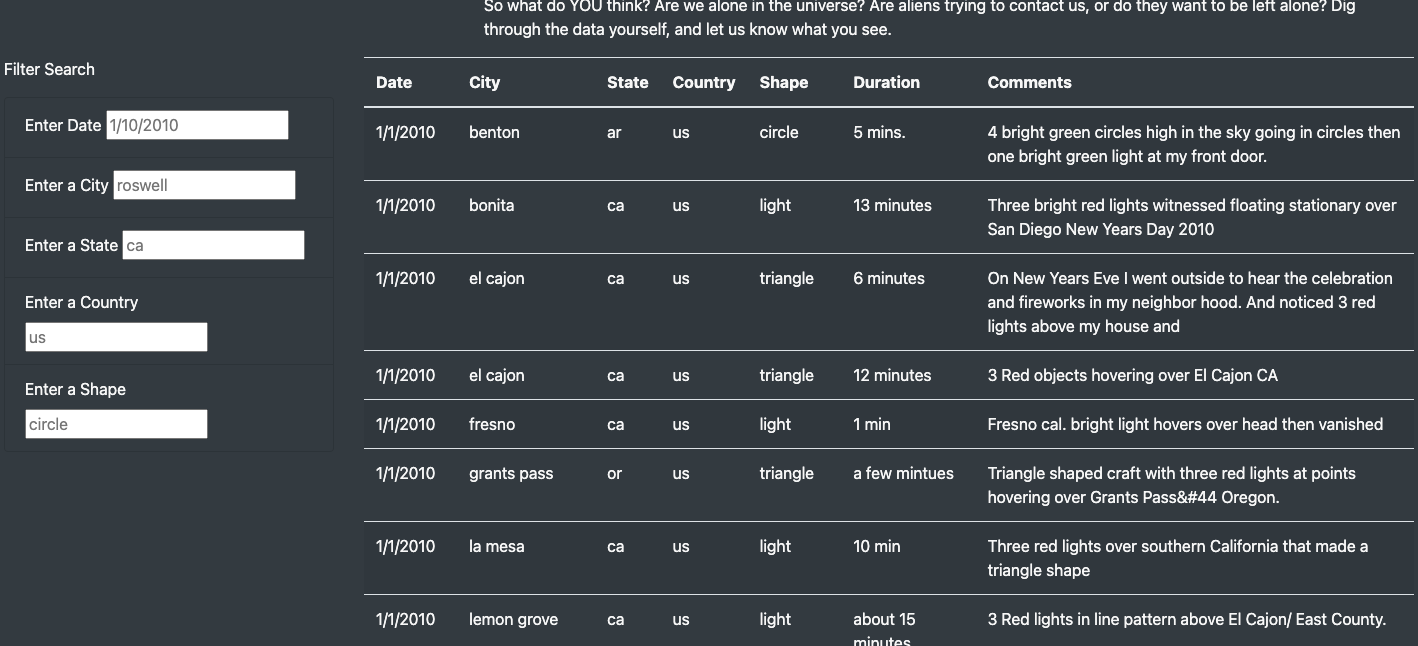 So what do YOU think? Are we alone in the universe? Are aliens trying to contact us, or do they want to be left alone? Dig
through the data yourself, and let us know what you see.
Filter Search
Enter Date 1/10/2010
Enter a City roswell
Enter a State ca
Enter a Country
us
Enter a Shape
circle
Date City State Country Shape Duration Comments
1/1/2010 benton ar us circle 5 mins. 4 bright green circles high in the sky going in circles then
one bright green light at my front door.
1/1/2010 bonita ca us light 13 minutes Three bright red lights witnessed floating stationary over
San Diego New Years Day 2010
1/1/2010 el cajon ca us triangle 6 minutes On New Years Eve I went outside to hear the celebration
and fireworks in my neighbor hood. And noticed 3 red
lights above my house and
1/1/2010 el cajon ca us triangle 12 minutes 3 Red objects hovering over El Cajon CA
1/1/2010 fresno ca us light 1 min Fresno cal. bright light hovers over head then vanished
1/1/2010 grants pass or us triangle a few mintues Triangle shaped craft with three red lights at points
hovering over Grants Pass&#44 Oregon.
1/1/2010 la mesa ca us light 10 min Three red lights over southern California that made a
triangle shape
1/1/2010 lemon grove ca us light about 15 3 Red lights in line pattern above El Cajon/ East County.
minutes